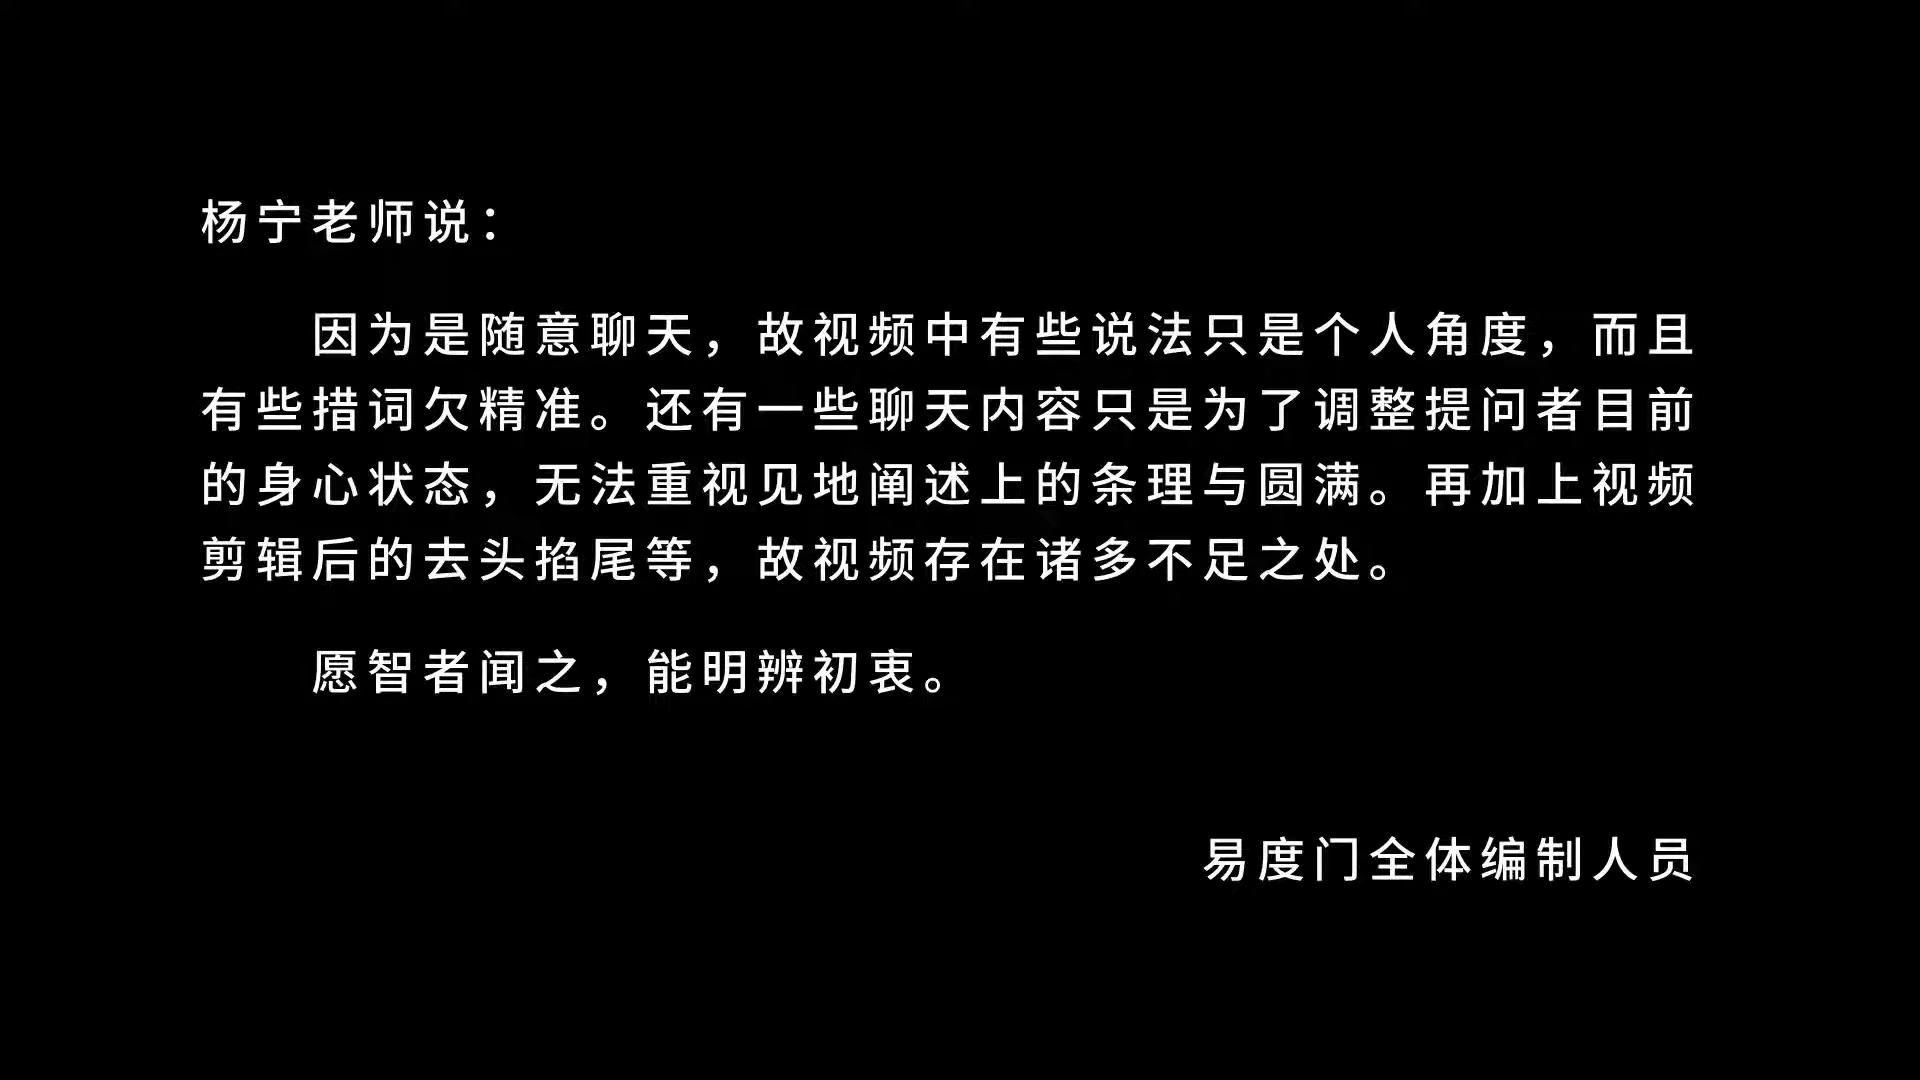 杨宁老师说：
因为是随意聊天，故视频中有些说法只是个人角度，而且
有些措词欠精准。还有一些聊天内容只是为了调整提问者目前
的身心状态，无法重视见地阐述上的条理与圆满。再加上视频
剪辑后的去头掐尾等，故视频存在诸多不足之处。
愿智者闻之，能明辨初衷。
易度门全体编制人员